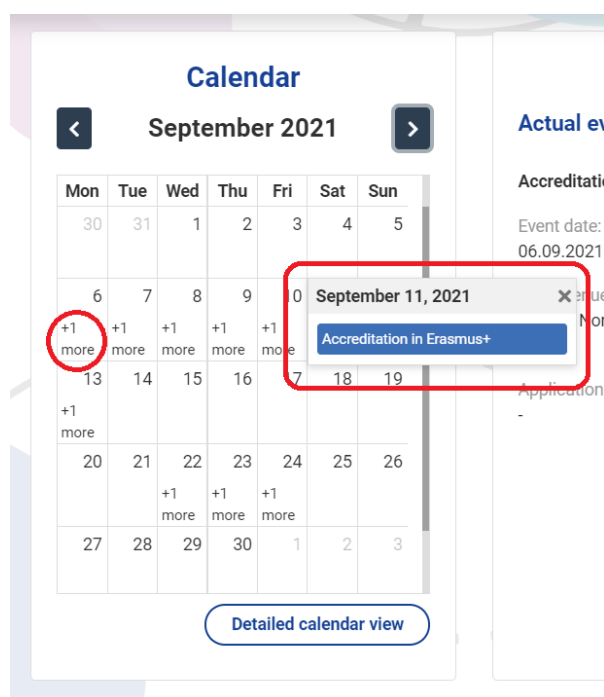 Calendar
September 2021
Mon Tue Wed Thu Fri Sat Sun
30 31 1 2 3 4 5
6 7 8 9 10
+1 more +1 more +1 more +1 more +1 more
September 11, 2021 ×
Accreditation in Erasmus+
13 14 15 16 17 18 19
+1 more
20 21 22 23 24 25 26
+1 more +1 more +1 more
27 28 29 30 1 2 3
Detailed calendar view
Actual
Event date:
06.09.2021
Application
-